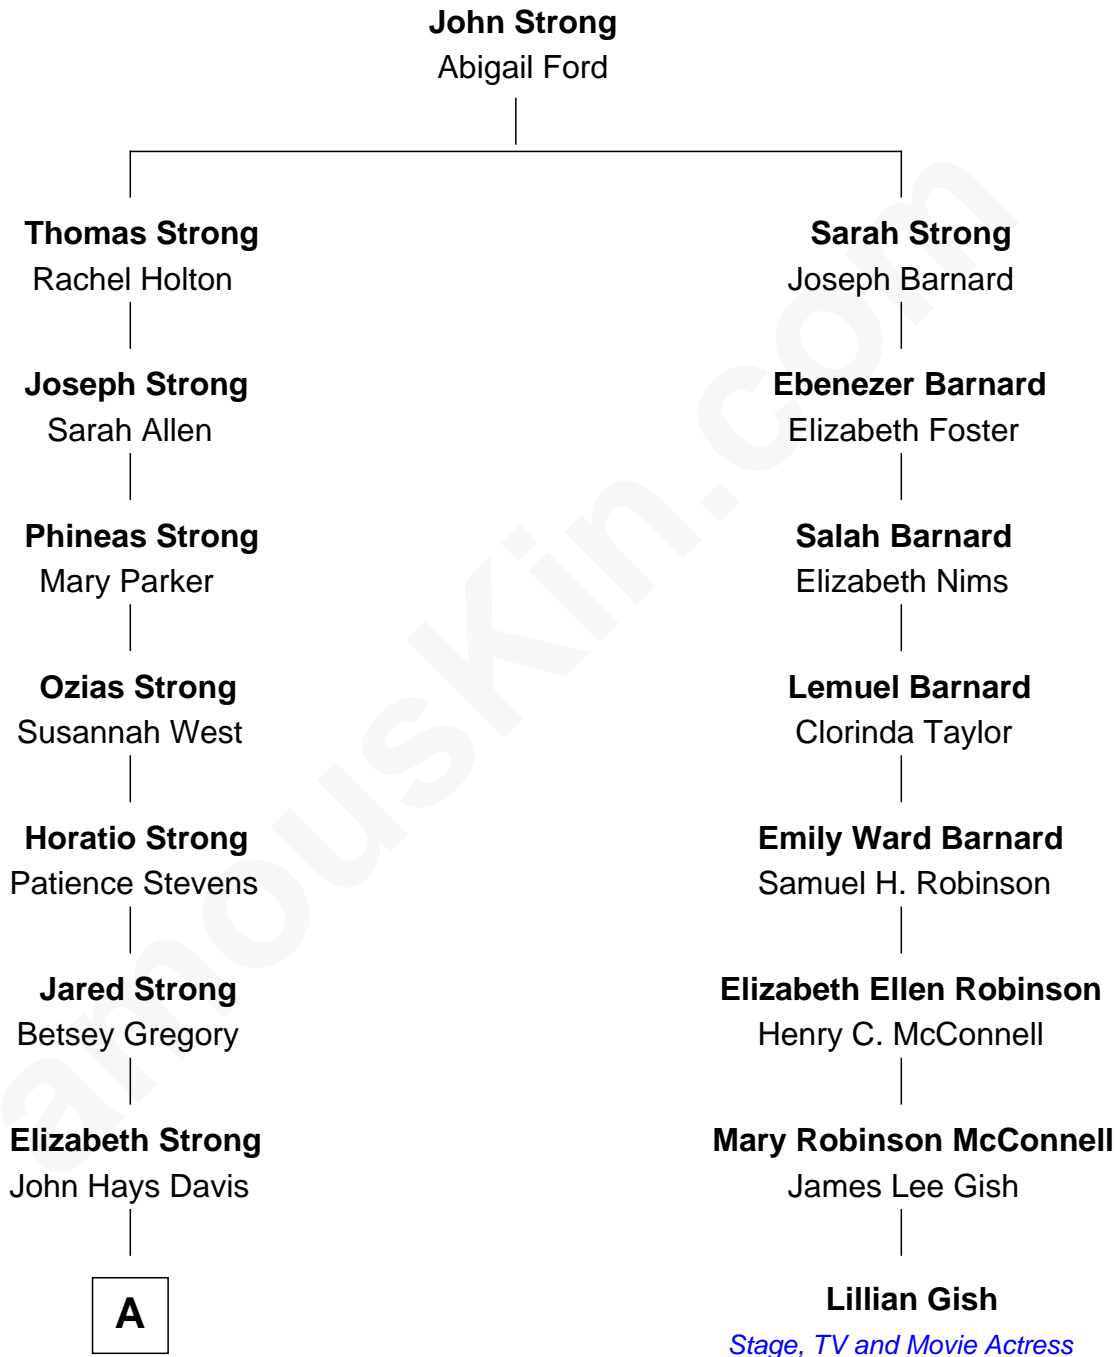 John Strong
Abigail Ford
Thomas Strong
Rachel Holton
Sarah Strong
Joseph Barnard
Joseph Strong
Sarah Allen
Ebenezer Barnard
Elizabeth Foster
Phineas Strong
Mary Parker
Salah Barnard
Elizabeth Nims
Ozias Strong
Susannah West
Lemuel Barnard
Clorinda Taylor
Horatio Strong
Patience Stevens
Emily Ward Barnard
Samuel H. Robinson
Jared Strong
Betsey Gregory
Elizabeth Ellen Robinson
Henry C. McConnell
Elizabeth Strong
John Hays Davis
Mary Robinson McConnell
James Lee Gish
A
Lillian Gish
Stage, TV and Movie Actress
amousKin.com